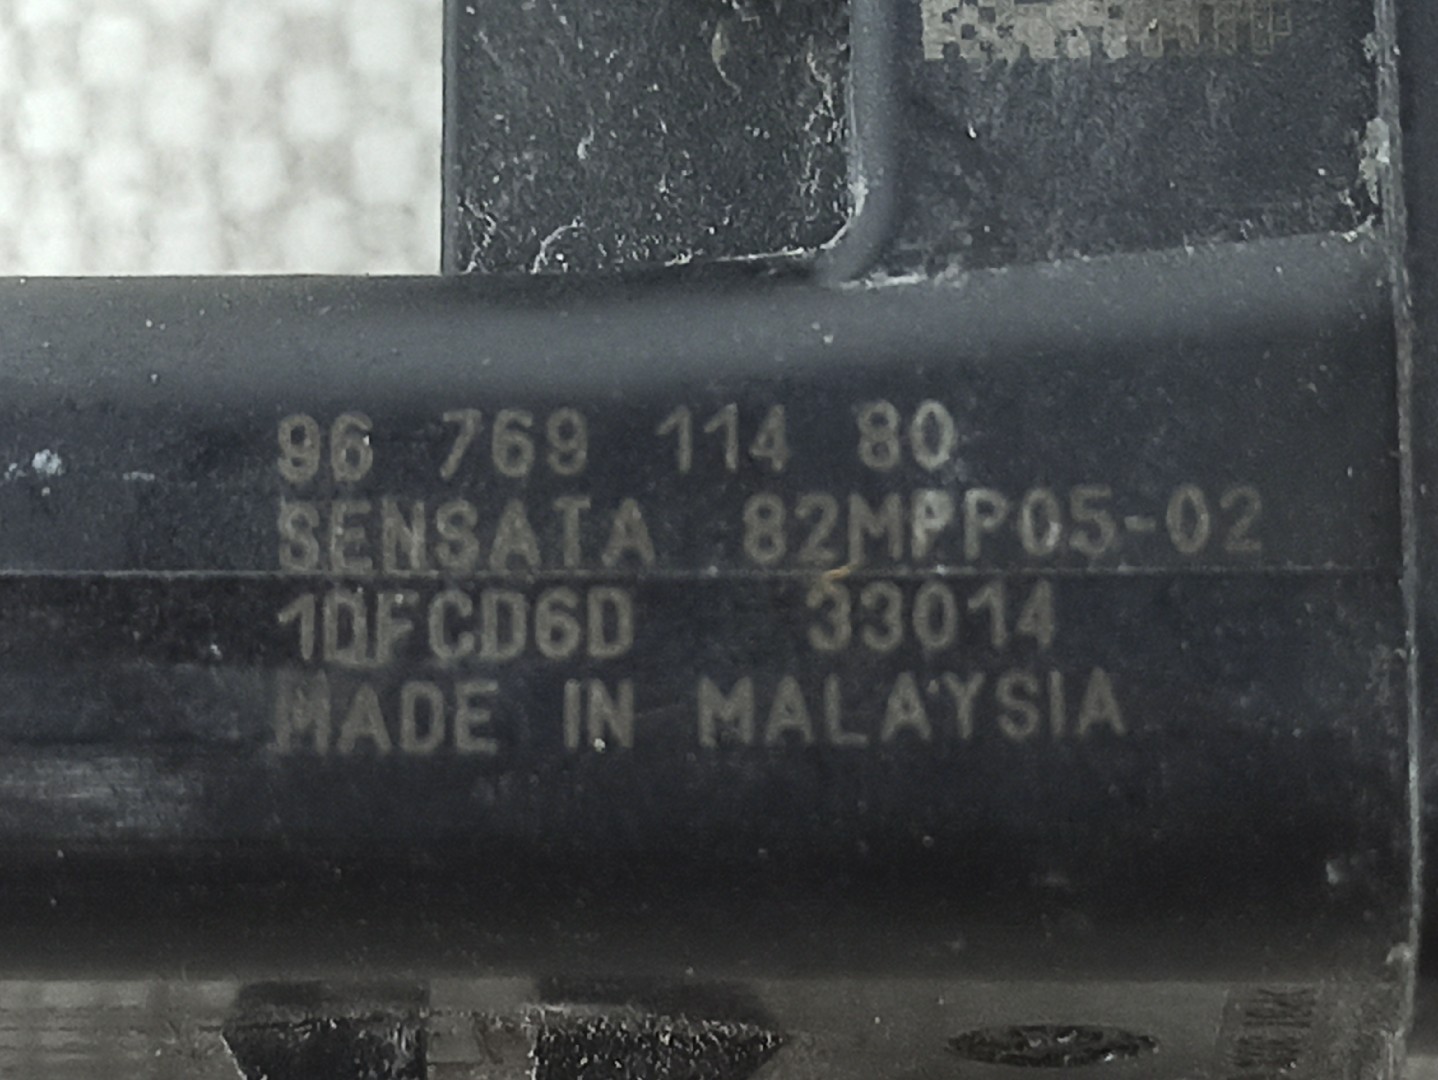 96 769 114 80
SENSATA 82MPP05-02
1DFCD6D 33014
MADE IN MALAYSIA